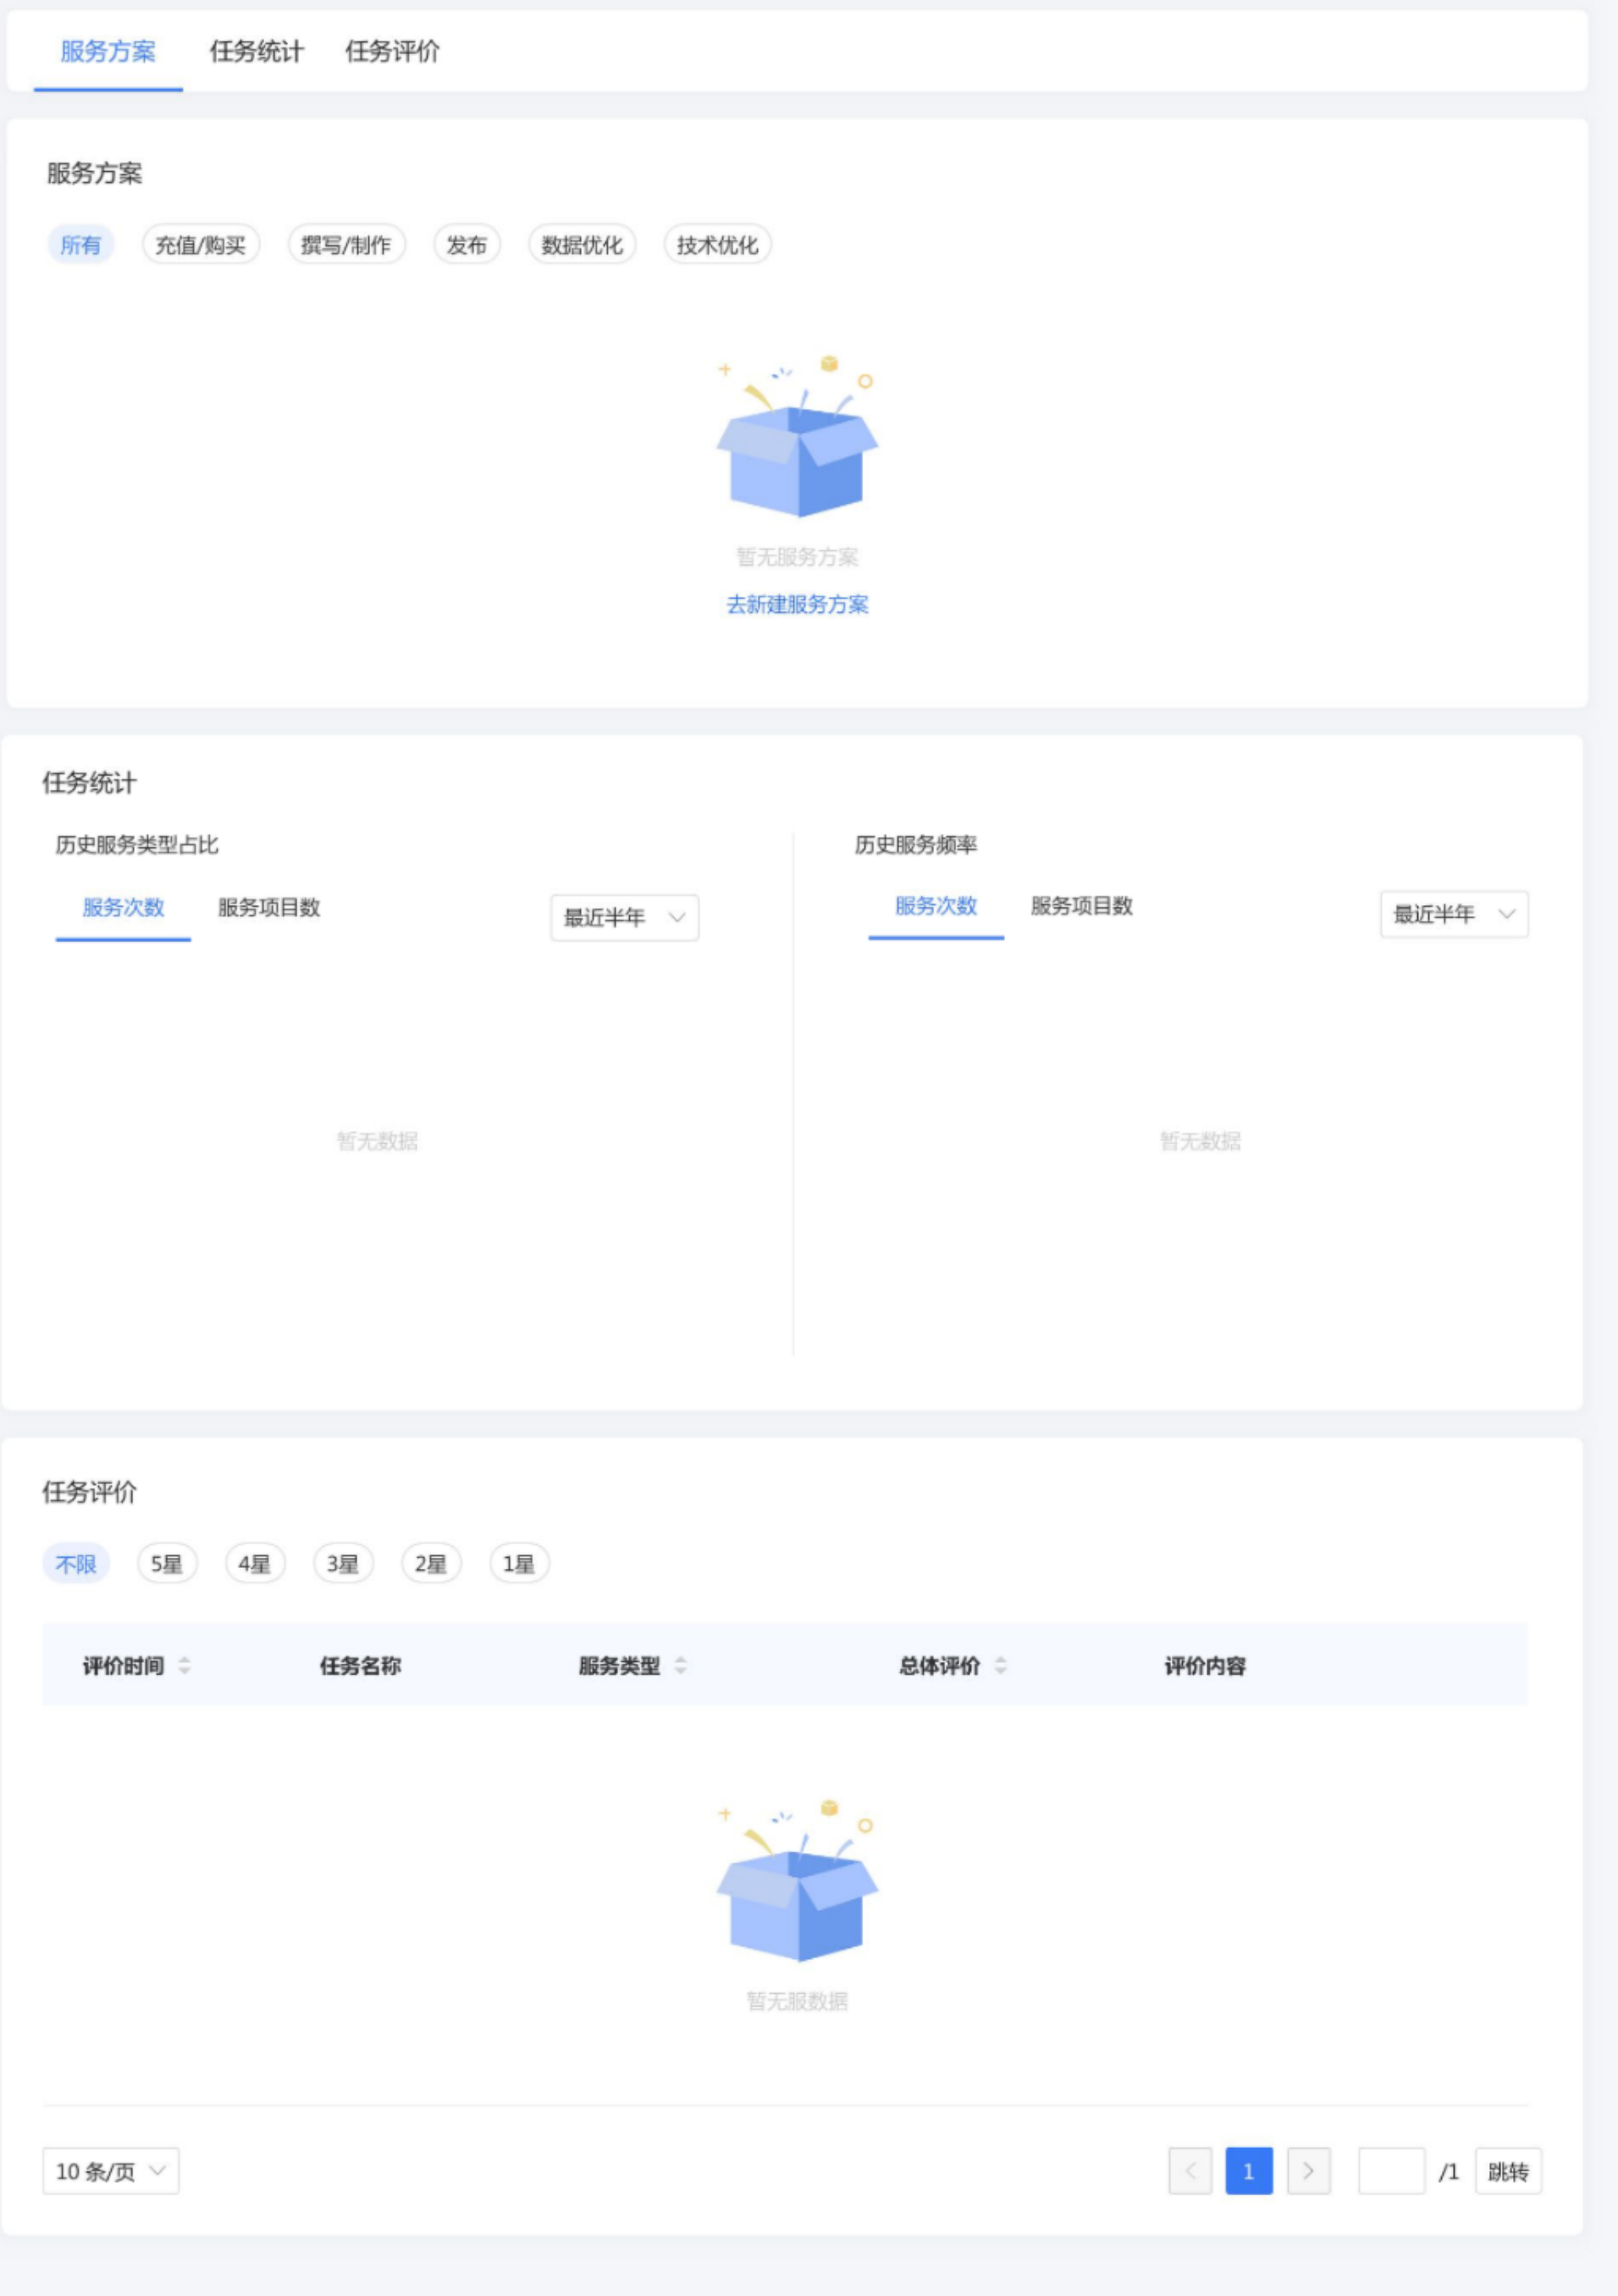 服务方案 任务统计 任务评价
服务方案
所有 充值/购买 撰写/制作 发布 数据优化 技术优化
暂无服务方案
去新建服务方案
任务统计
历史服务类型占比
服务次数 服务项目数 最近半年
暂无数据
历史服务频率
服务次数 服务项目数 最近半年
暂无数据
任务评价
不限 5星 4星 3星 2星 1星
评价时间 任务名称 服务类型 总体评价 评价内容
暂无服数据
10 条/页 1 /1 跳转